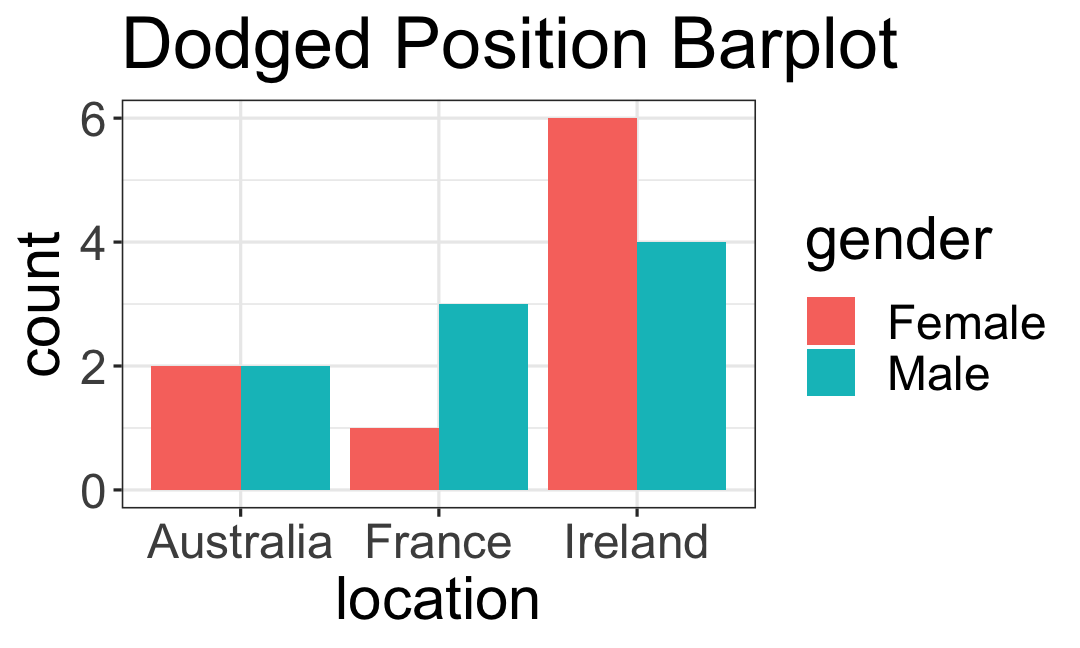 Dodged Position Barplot
6
4
2
0
count
Australia France Ireland
location
gender
Female
Male